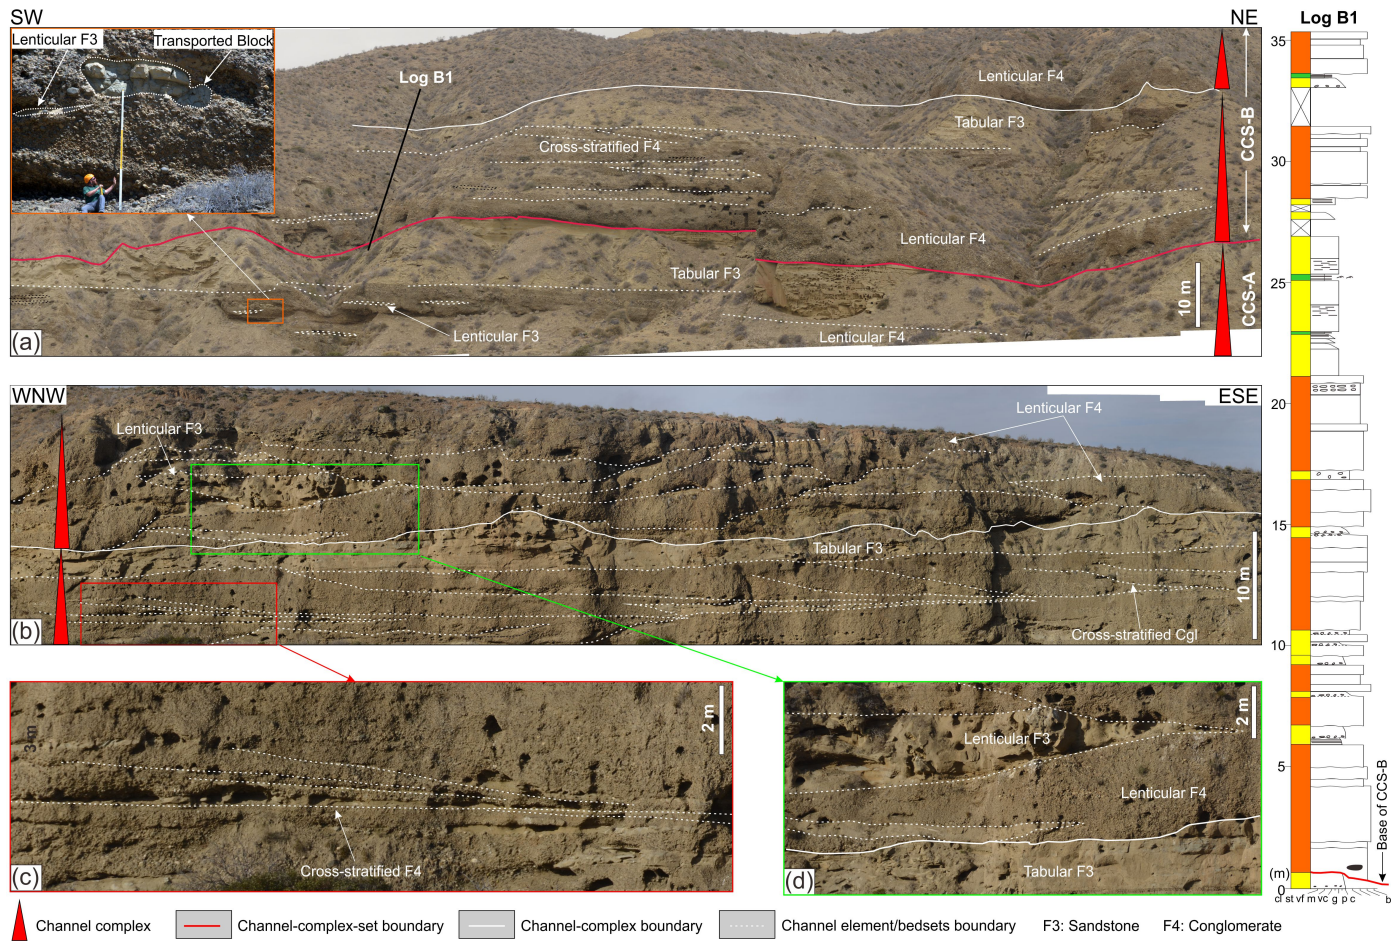 SW
NE
Log B1
Lenticular F3
Transported Block
Log B1
Lenticular F4
Tabular F3
Cross-stratified F4
CCS-B
Lenticular F4
Tabular F3
CCS-A
10 m
Lenticular F3
Lenticular F4
(a)
WNW
ESE
Lenticular F3
Lenticular F4
Tabular F3
10 m
Cross-stratified Cgl
(b)
3 m
2 m
Cross-stratified F4
(c)
2 m
Lenticular F3
Lenticular F4
Tabular F3
(d)
35
30
25
20
15
10
5
(m)
0
Base of CCS-B
cl st vf m vc g p c b
Channel complex
Channel-complex-set boundary
Channel-complex boundary
Channel element/bedsets boundary
F3: Sandstone
F4: Conglomerate